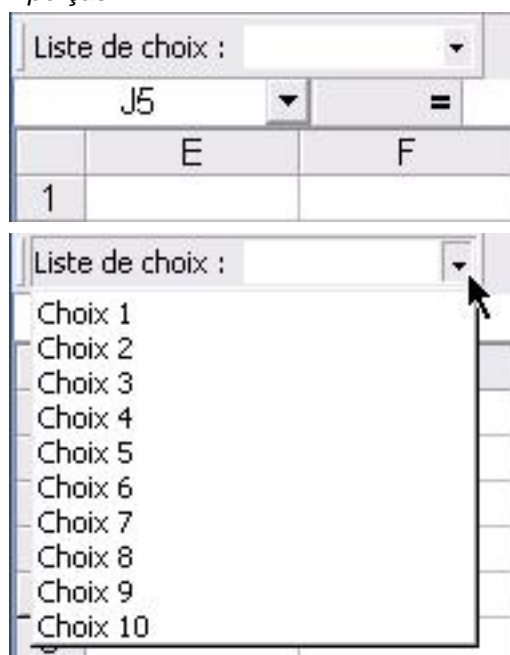 Liste de choix :
J5 =
E F
1
Liste de choix :
Choix 1
Choix 2
Choix 3
Choix 4
Choix 5
Choix 6
Choix 7
Choix 8
Choix 9
Choix 10